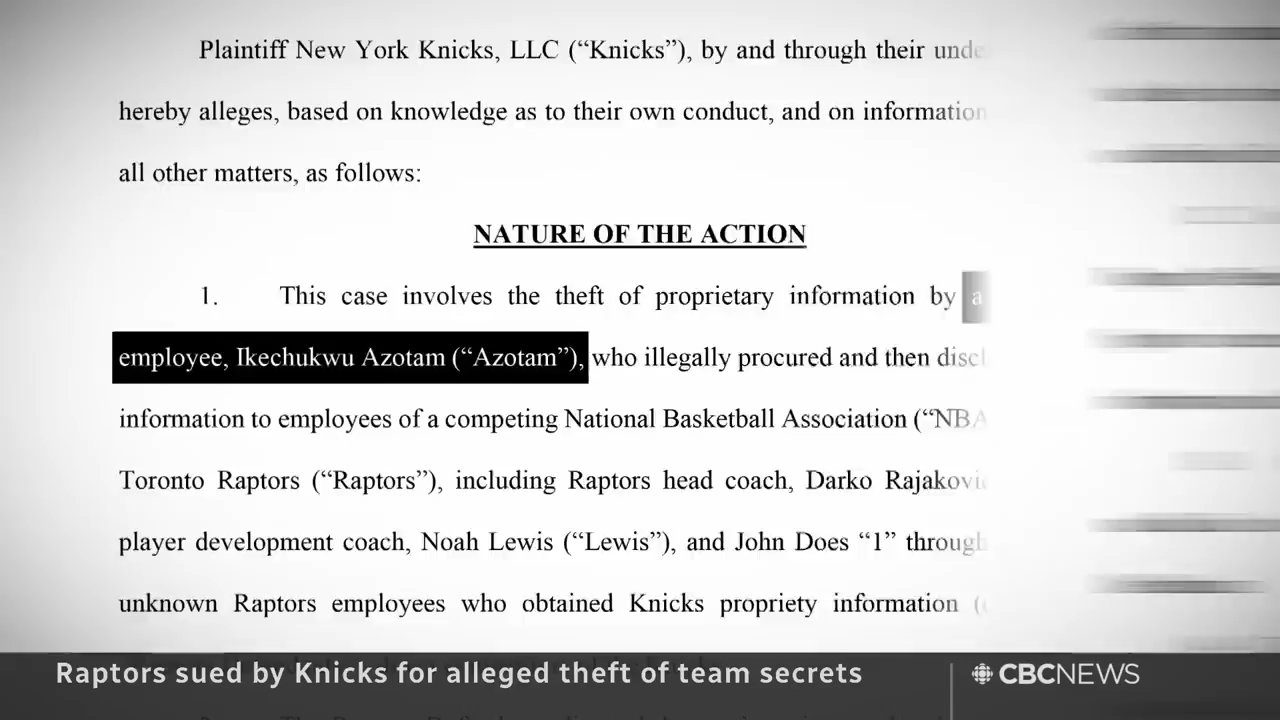 Plaintiff New York Knicks, LLC (“Knicks”), by and through their
hereby alleges, based on knowledge as to their own conduct, and on information
all other matters, as follows:
NATURE OF THE ACTION
1. This case involves the theft of proprietary information by a
employee, Ikechukwu Azotam (“Azotam”), who illegally procured and then
information to employees of a competing National Basketball Association (“NBA
Toronto Raptors (“Raptors”), including Raptors head coach, Darko Rajakovic
player development coach, Noah Lewis (“Lewis”), and John Does “1” through
unknown Raptors employees who obtained Knicks propriety information
Raptors sued by Knicks for alleged theft of team secrets
CBCNEWS